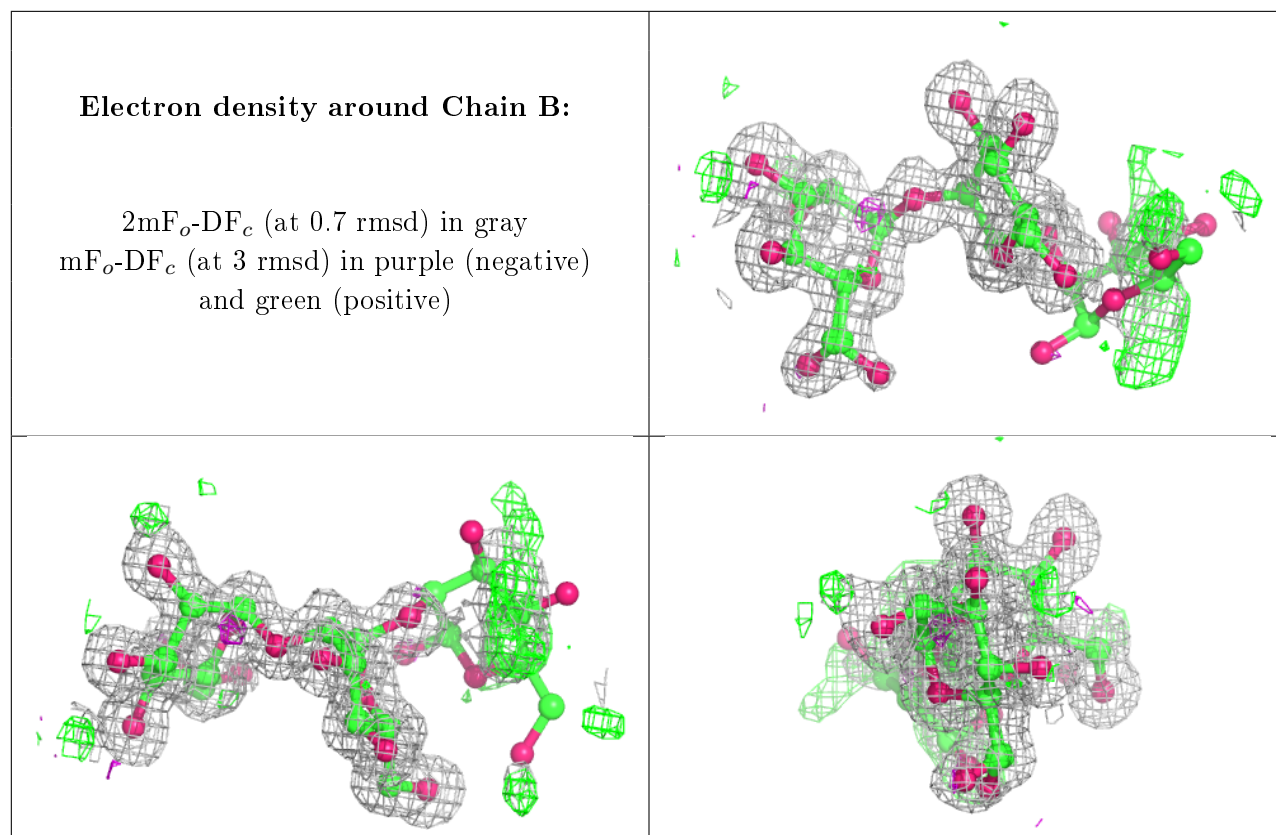 Electron density around Chain B:
2mFo-DFc (at 0.7 rmsd) in gray
mFo-DFc (at 3 rmsd) in purple (negative)
and green (positive)